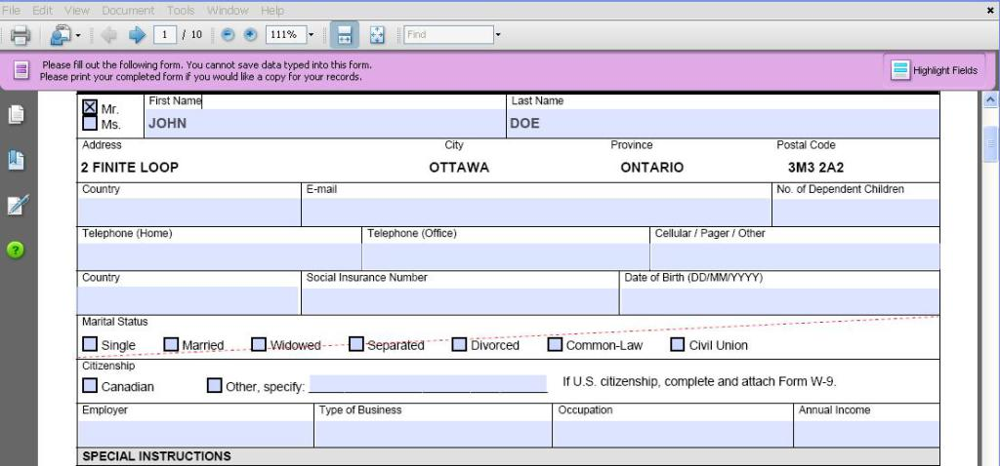 File Edit View Document Tools Window Help
1 / 10 111% Find
Please fill out the following form. You cannot save data typed into this form.
Please print your completed form if you would like a copy for your records.
Highlight Fields
Mr. First Name Last Name
Ms. JOHN DOE
Address City Province Postal Code
2 FINITE LOOP OTTAWA ONTARIO 3M3 2A2
Country E-mail No. of Dependent Children
Telephone (Home) Telephone (Office) Cellular / Pager / Other
Country Social Insurance Number Date of Birth (DD/MM/YYYY)
Marital Status
Single Married Widowed Separated Divorced Common-Law Civil Union
Citizenship
Canadian Other, specify: If U.S. citizenship, complete and attach Form W-9.
Employer Type of Business Occupation Annual Income
SPECIAL INSTRUCTIONS